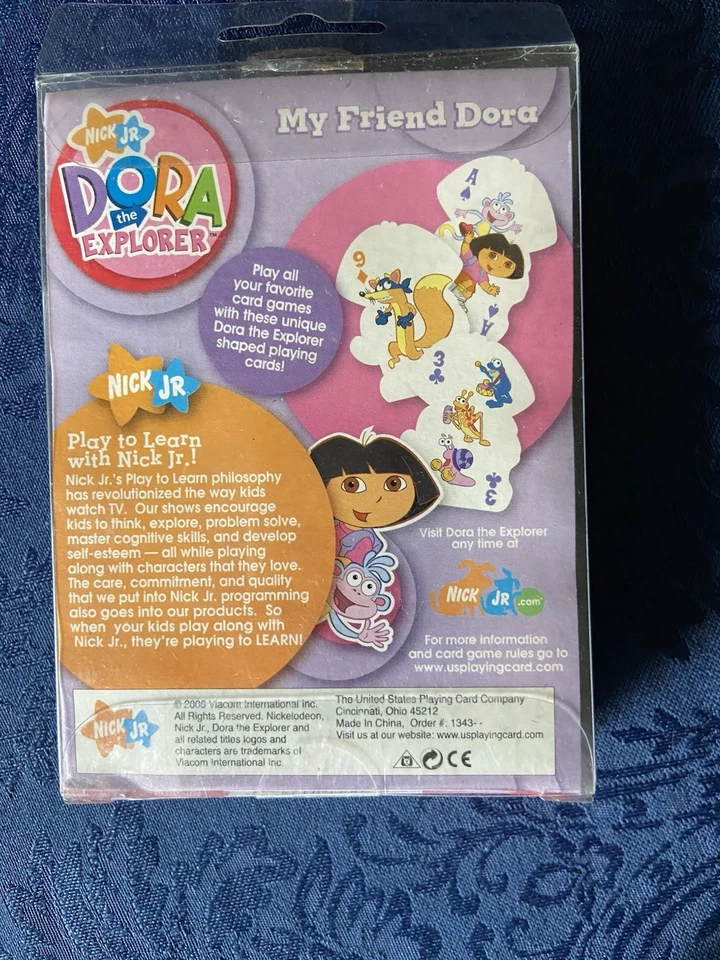 My Friend Dora
NICK JR
DORA
the
EXPLORER™
Play all
your favorite
card games
with these unique
Dora the Explorer
shaped playing
cards!
A
A
9
3
3
NICK JR
Play to Learn
with Nick Jr.!
Nick Jr.'s Play to Learn philosophy
has revolutionized the way kids
watch TV. Our shows encourage
kids to think, explore, problem solve,
master cognitive skills, and develop
self-esteem — all while playing
along with characters that they love.
The care, commitment, and quality
that we put into Nick Jr. programming
also goes into our products. So
when your kids play along with
Nick Jr., they're playing to LEARN!
Visit Dora the Explorer
any time at
NICK JR .com
For more information
and card game rules go to
www.usplayingcard.com
NICK JR
Viacom International Inc.
All Rights Reserved. Nickelodeon,
Nick Jr., Dora the Explorer and
all related titles logos and
characters are trademarks of
Viacom International Inc.
The United States Playing Card Company
Cincinnati, Ohio 45212
Made In China, Order #: 1343- -
Visit us at our website: www.usplayingcard.com
CE